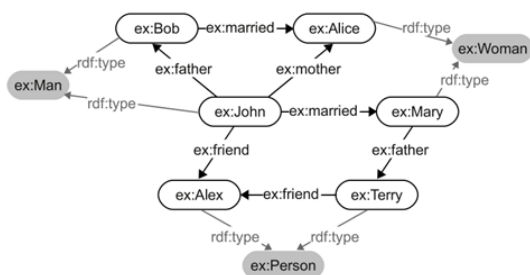 ex:Bob ex:married ex:Alice
rdf:type rdf:type ex:Woman
ex:Man ex:father ex:mother
rdf:type rdf:type
ex:John ex:married ex:Mary
ex:friend ex:father
ex:Alex ex:friend ex:Terry
rdf:type rdf:type
ex:Person